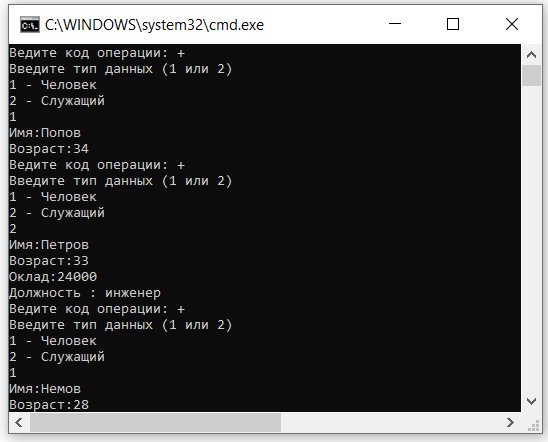 C:\WINDOWS\system32\cmd.exe
Ведите код операции: +
Введите тип данных (1 или 2)
1 - Человек
2 - Служащий
1
Имя:Попов
Возраст:34
Ведите код операции: +
Введите тип данных (1 или 2)
1 - Человек
2 - Служащий
2
Имя:Петров
Возраст:33
Оклад:24000
Должность : инженер
Ведите код операции: +
Введите тип данных (1 или 2)
1 - Человек
2 - Служащий
1
Имя:Немов
Возраст:28